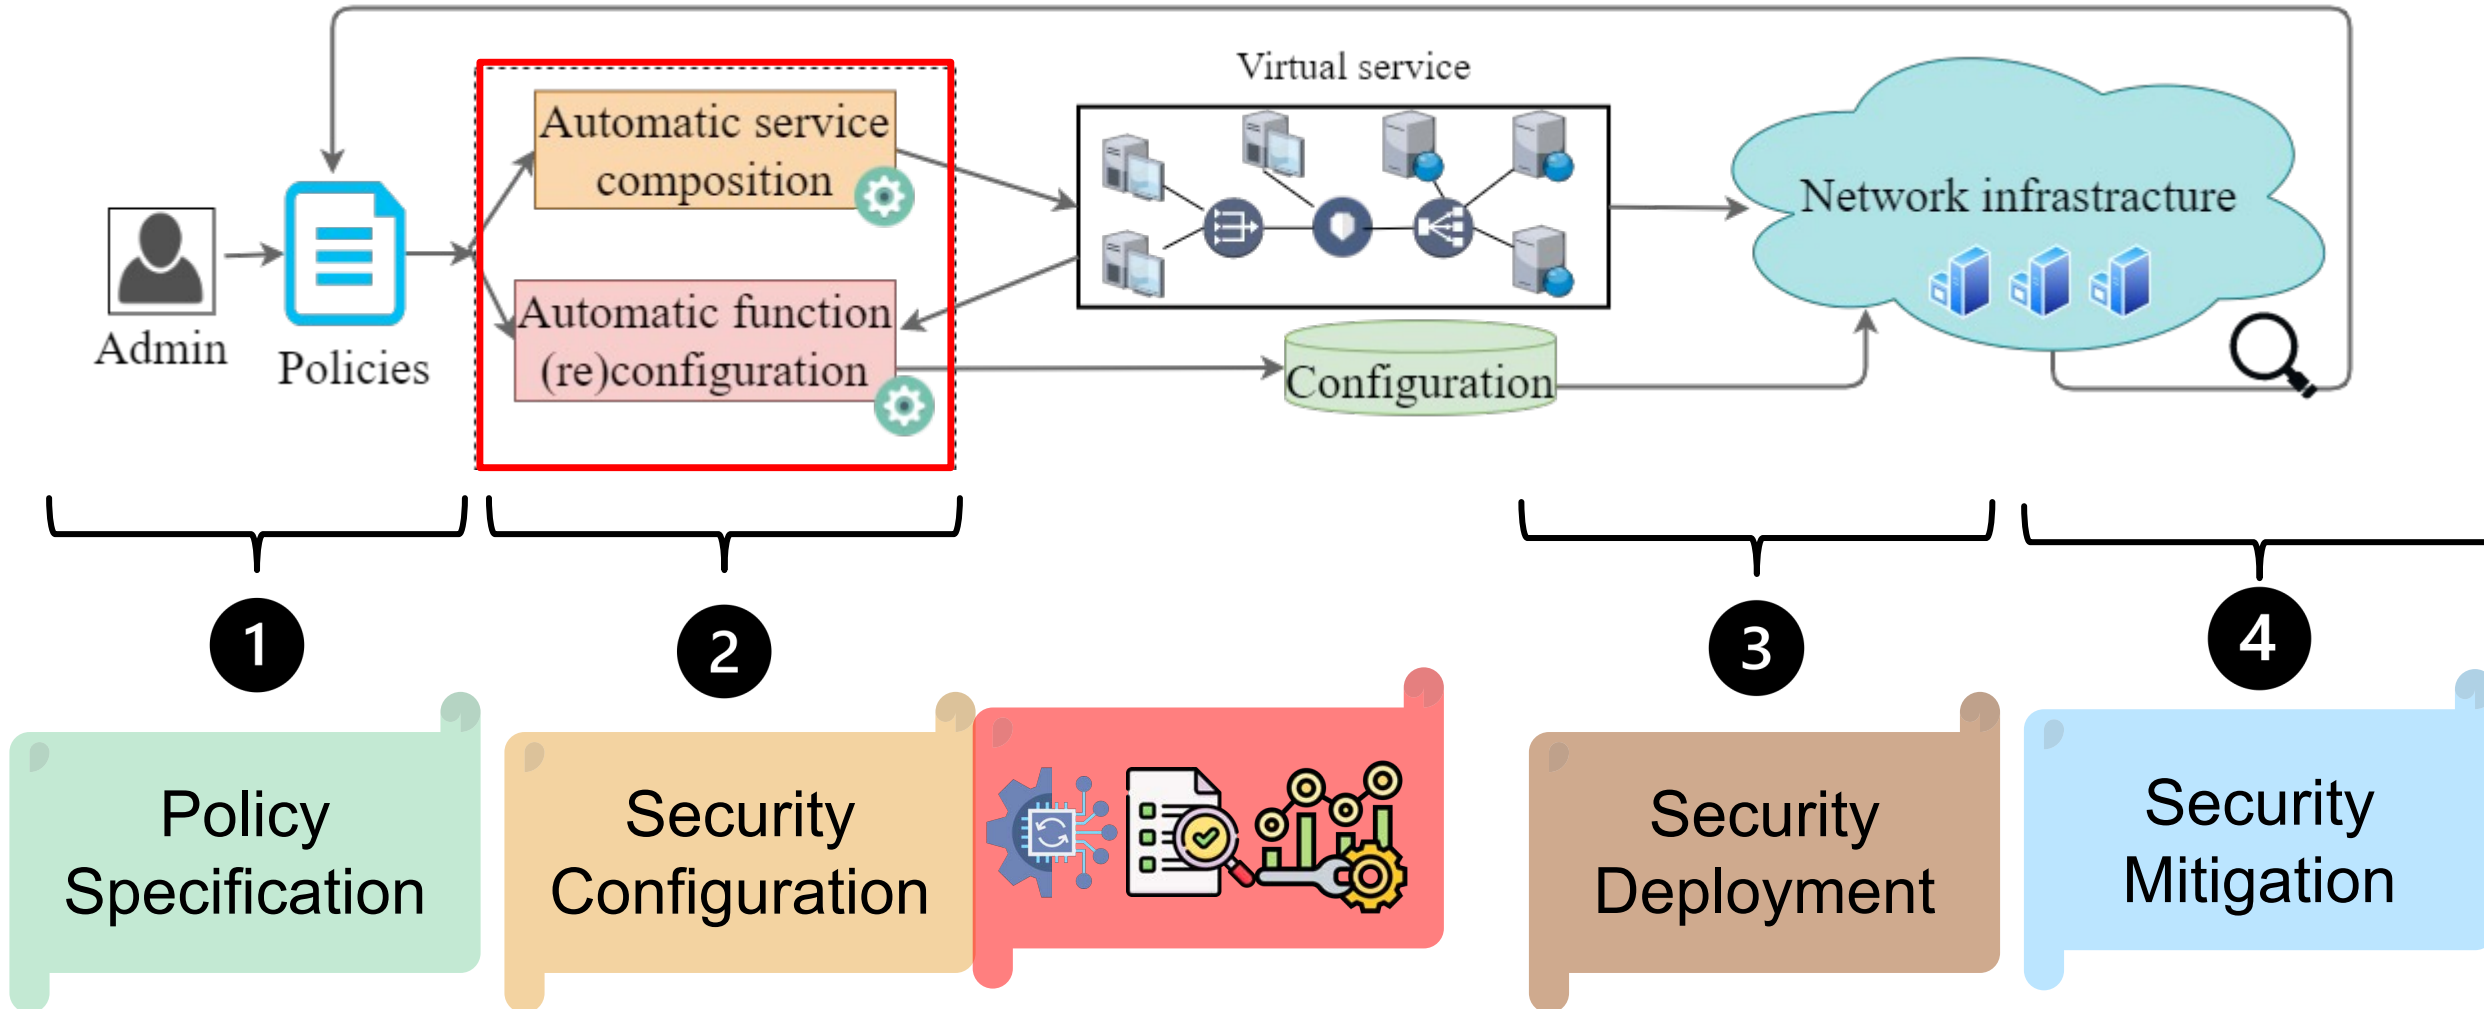 Virtual service
Automatic service
composition
Network infrastracture
Admin
Policies
Automatic function
(re)configuration
Configuration
1
2
3
4
Policy
Specification
Security
Configuration
Security
Deployment
Security
Mitigation